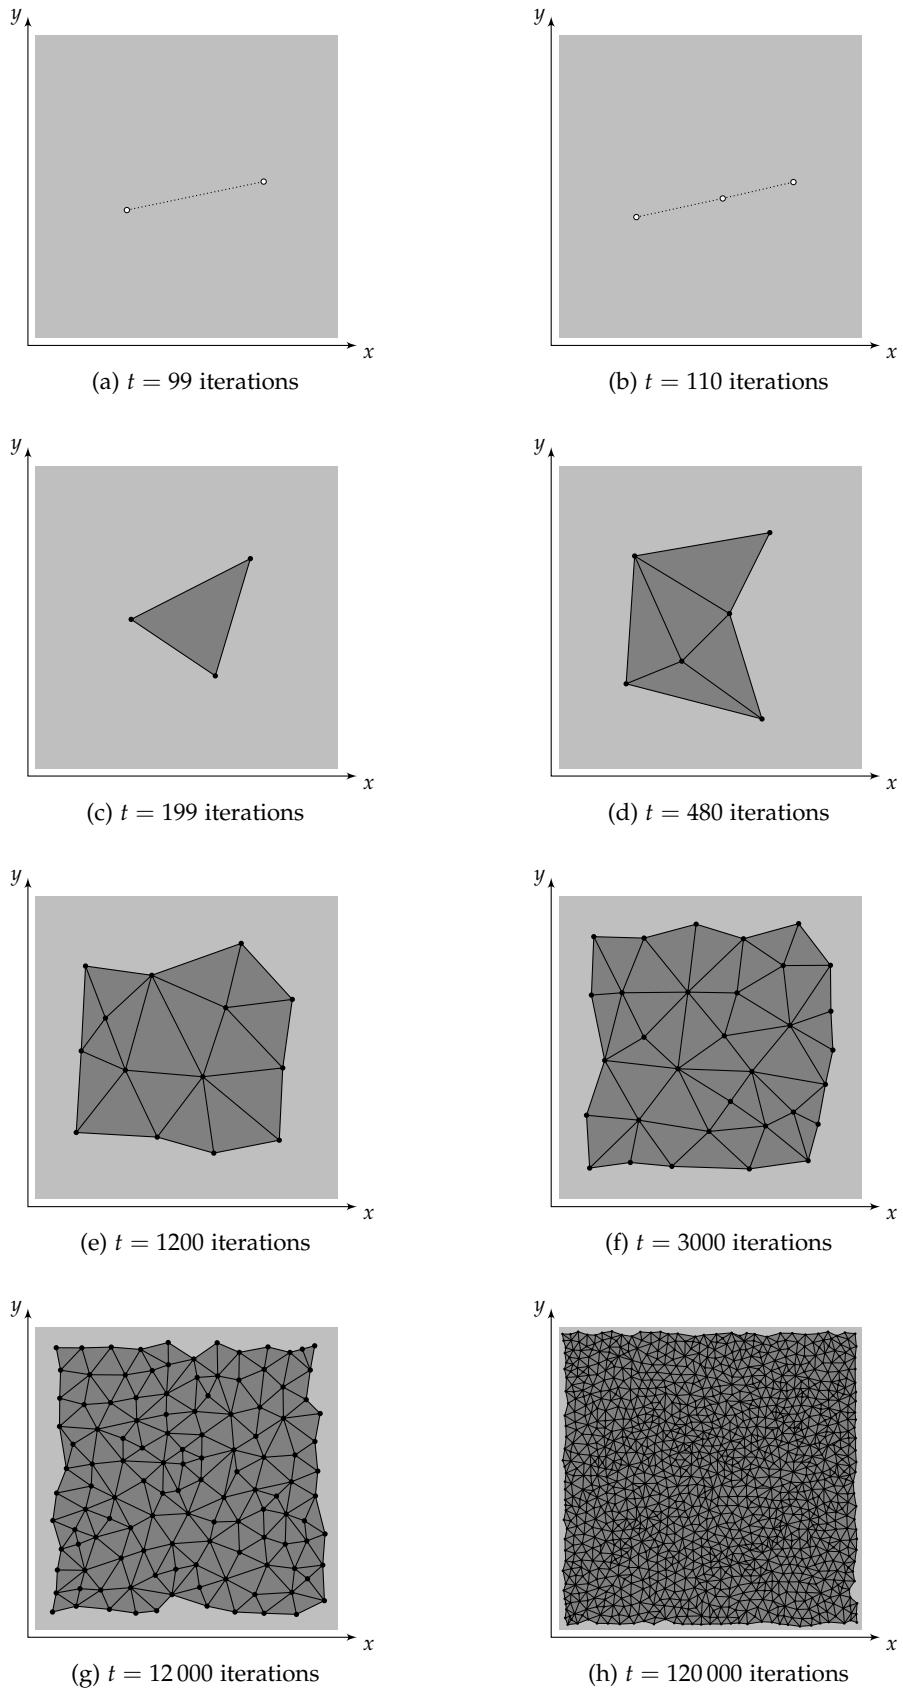 y y
x x
(a) t = 99 iterations (b) t = 110 iterations
y y
x x
(c) t = 199 iterations (d) t = 480 iterations
y y
x x
(e) t = 1200 iterations (f) t = 3000 iterations
y y
x x
(g) t = 12 000 iterations (h) t = 120 000 iterations